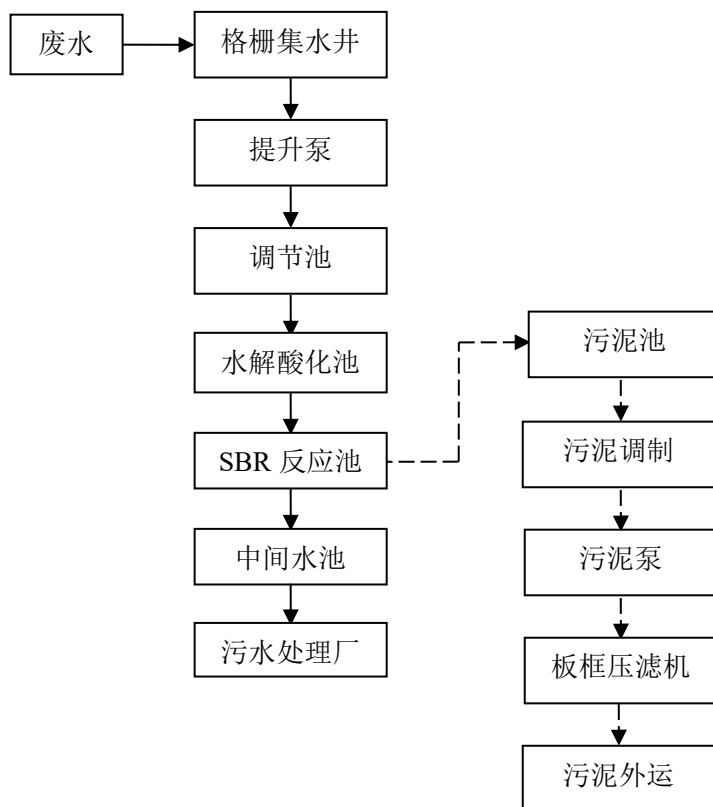 废水
格栅集水井
提升泵
调节池
水解酸化池
SBR 反应池
中间水池
污水处理厂
污泥池
污泥调制
污泥泵
板框压滤机
污泥外运